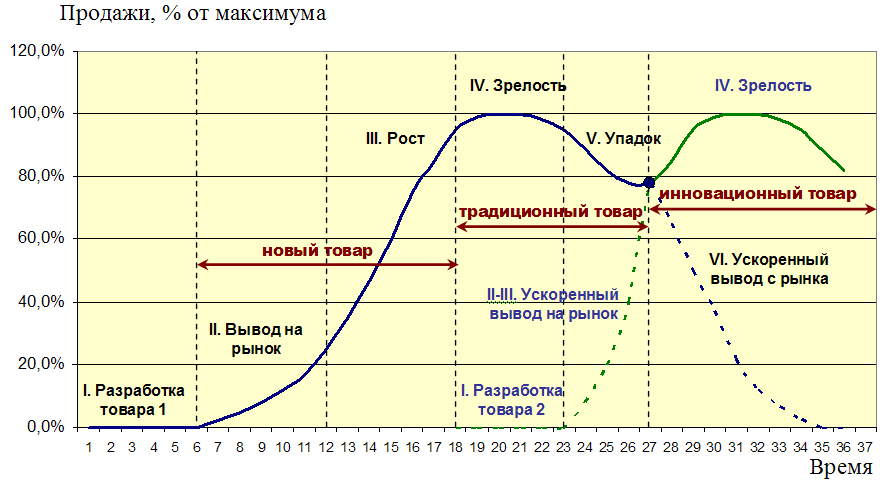 Продажи, % от максимума
120,0%
100,0%
80,0%
60,0%
40,0%
20,0%
0,0%
IV. Зрелость
IV. Зрелость
III. Рост
V. Упадок
инновационный товар
традиционный товар
новый товар
VI. Ускоренный
вывод с рынка
II-III. Ускоренный
вывод на рынок
II. Вывод на
рынок
I. Разработка
товара 1
I. Разработка
товара 2
1 2 3 4 5 6 7 8 9 10 11 12 13 14 15 16 17 18 19 20 21 22 23 24 25 26 27 28 29 30 31 32 33 34 35 36 37
Время